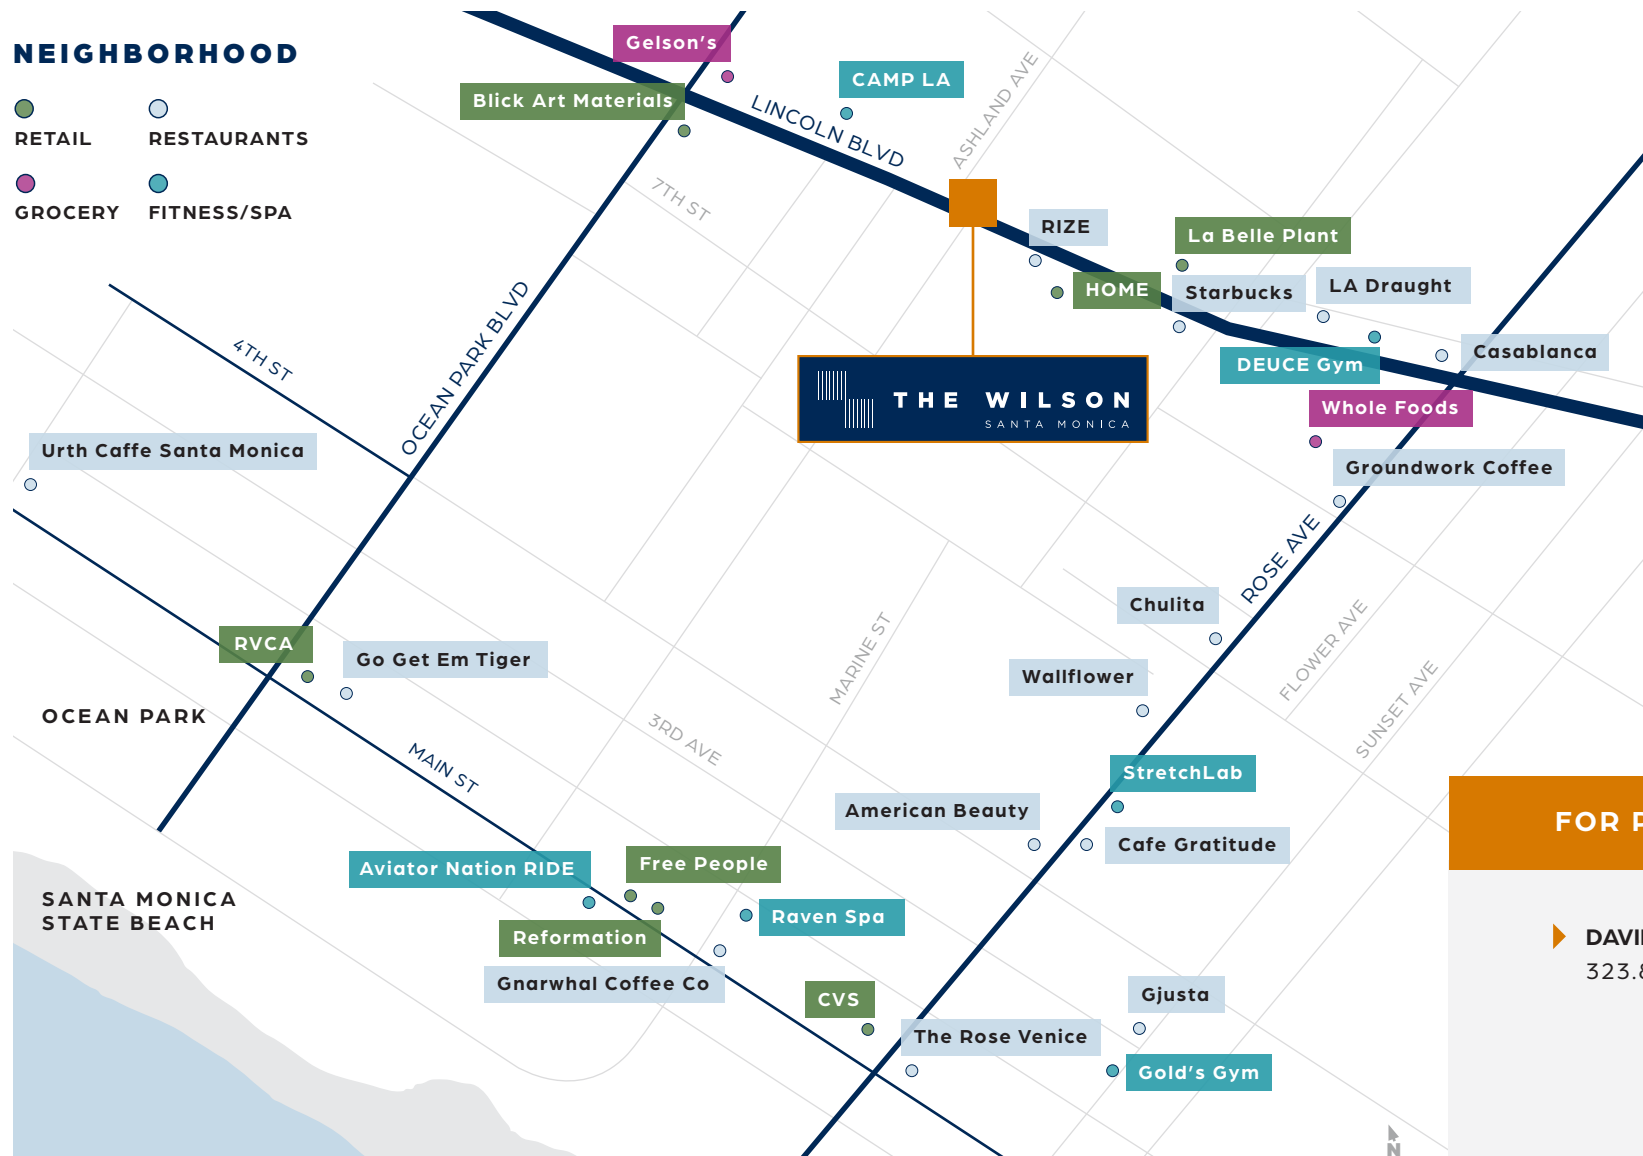 NEIGHBORHOOD
RETAIL
RESTAURANTS
GROCERY
FITNESS/SPA
Gelson's
Blick Art Materials
CAMP LA
LINCOLN BLVD
ASHLAND AVE
7TH ST
RIZE
La Belle Plant
HOME
Starbucks
LA Draught
DEUCE Gym
Casablanca
Whole Foods
Groundwork Coffee
THE WILSON
SANTA MONICA
4TH ST
OCEAN PARK BLVD
Urth Caffe Santa Monica
ROSE AVE
Chulita
Wallflower
FLOWER AVE
SUNSET AVE
MARINE ST
RVCA
Go Get Em Tiger
OCEAN PARK
MAIN ST
3RD AVE
StretchLab
American Beauty
Cafe Gratitude
Aviator Nation RIDE
Free People
Raven Spa
Reformation
Gnarwhal Coffee Co
SANTA MONICA
STATE BEACH
CVS
The Rose Venice
Gjusta
Gold's Gym
FOR
323.
N